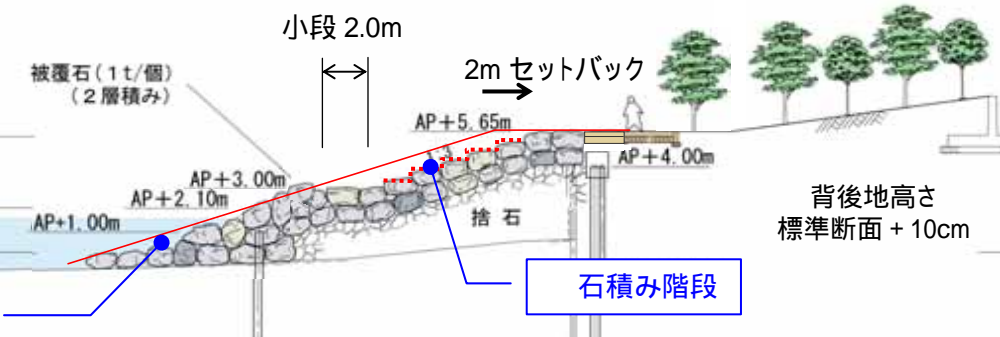 小段 2.0m
被覆石(1t/個)
(2層積み)
2m セットバック
AP+5.65m
AP+4.00m
AP+3.00m
AP+2.10m
AP+1.00m
捨石
背後地高さ
標準断面 + 10cm
石積み階段